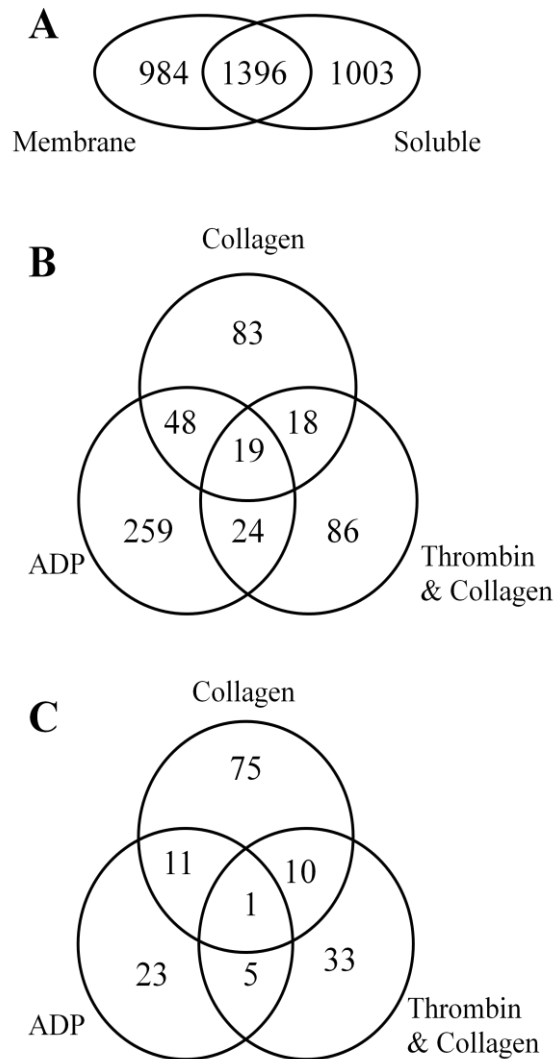 A
984 1396 1003
Membrane Soluble
B
Collagen
83
48 18
19
259 24 86
ADP
Thrombin
& Collagen
C
Collagen
75
11 10
1
23 5 33
ADP
Thrombin
& Collagen